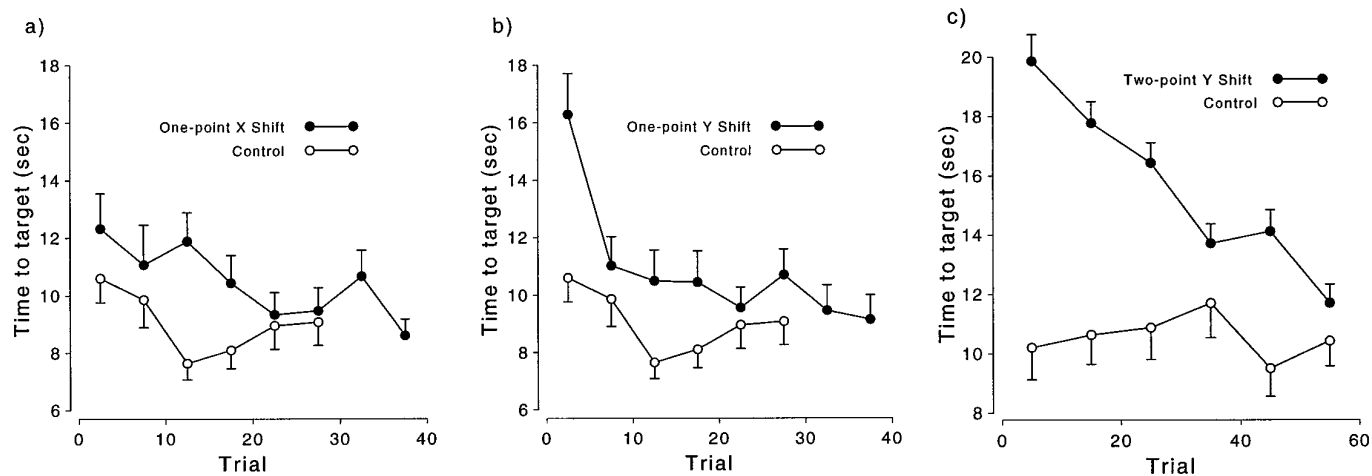 a)
Time to target (sec)
18
16
14
12
10
8
6
One-point X Shift
Control
0 10 20 30 40
Trial
b)
Time to target (sec)
18
16
14
12
10
8
6
One-point Y Shift
Control
0 10 20 30 40
Trial
c)
Time to target (sec)
20
18
16
14
12
10
8
Two-point Y Shift
Control
0 20 40 60
Trial